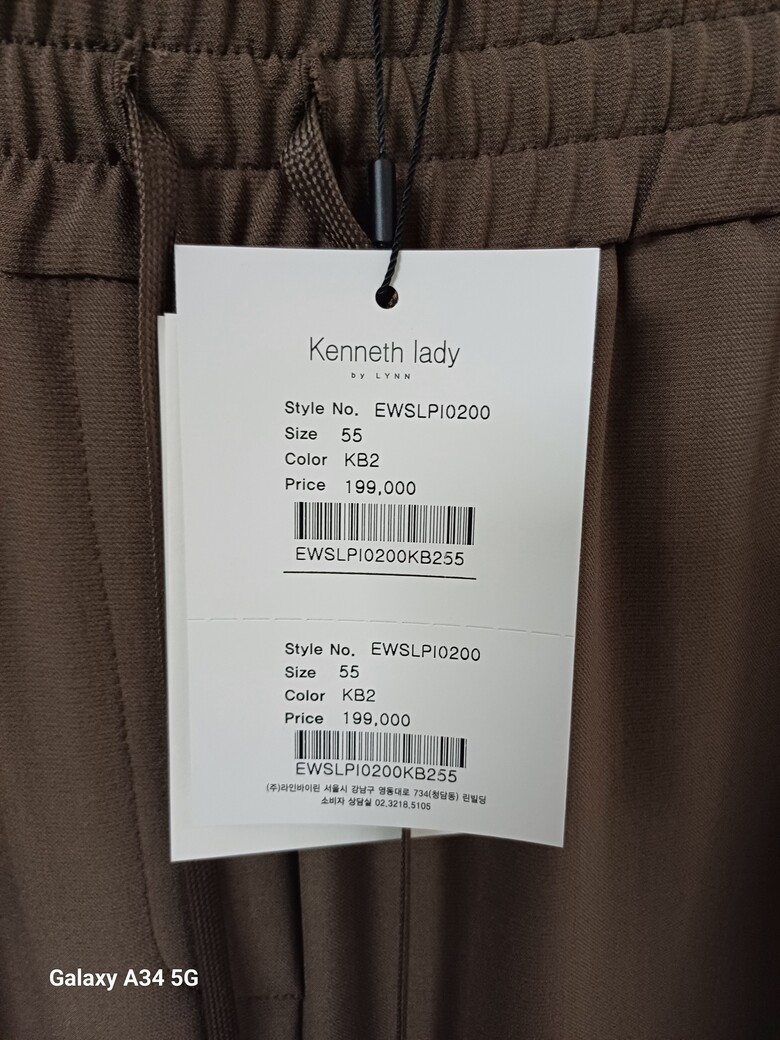 Kenneth lady
by LYNN
Style No. EWSLPI0200
Size 55
Color KB2
Price 199,000
EWSLPI0200KB255
Style No. EWSLPI0200
Size 55
Color KB2
Price 199,000
EWSLPI0200KB255
(주)라인바이린 서울시 강남구 영동대로 734(청담동) 린빌딩
소비자 상담실 02.3218.5105
Galaxy A34 5G